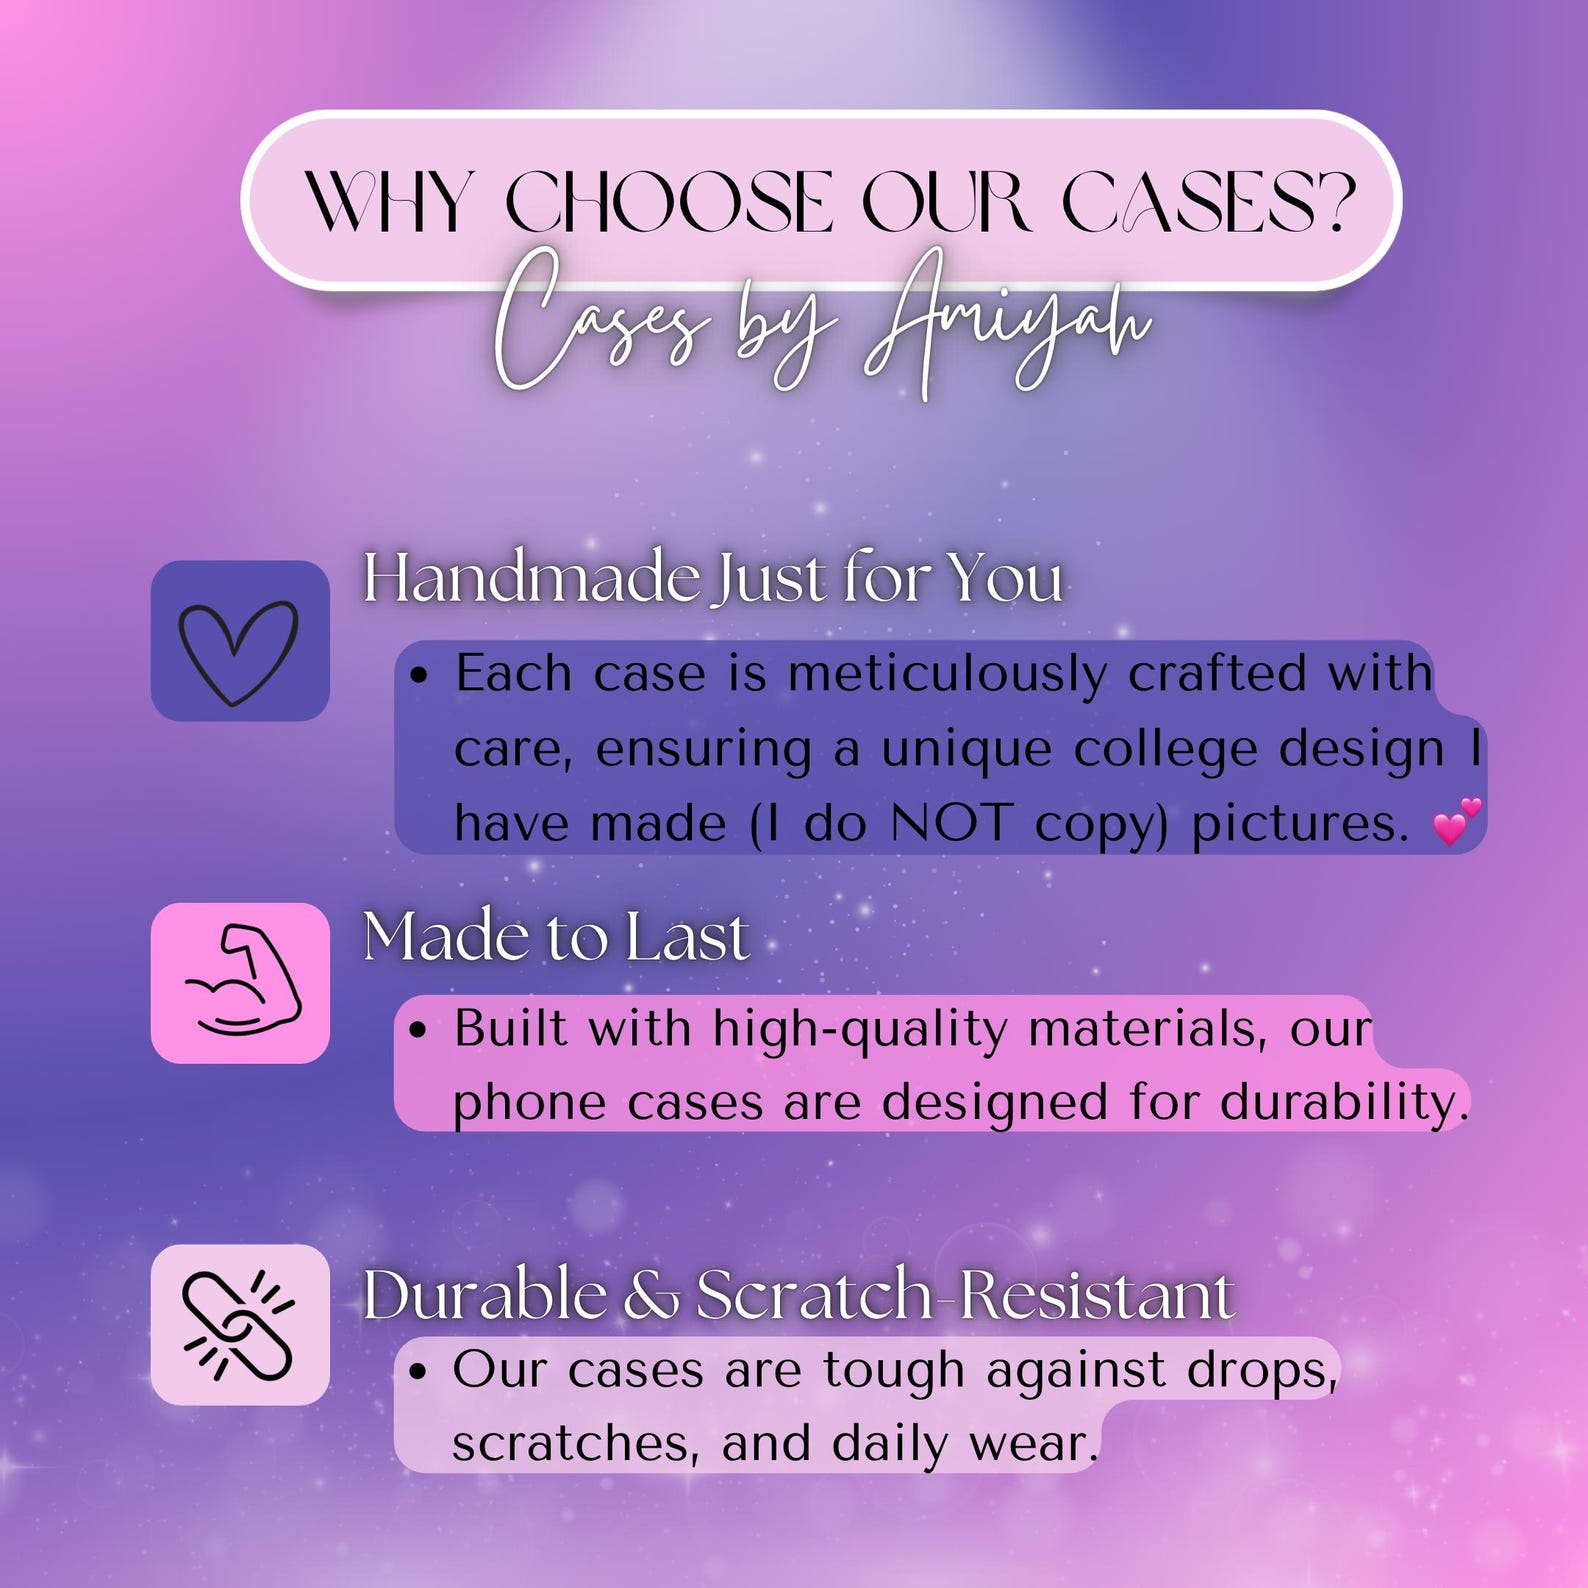 WHY CHOOSE OUR CASES?
Cases by Amiyah
Handmade Just for You
• Each case is meticulously crafted with
care, ensuring a unique college design I
have made (I do NOT copy) pictures. 💕
Made to Last
• Built with high-quality materials, our
phone cases are designed for durability.
Durable & Scratch-Resistant
• Our cases are tough against drops,
scratches, and daily wear.